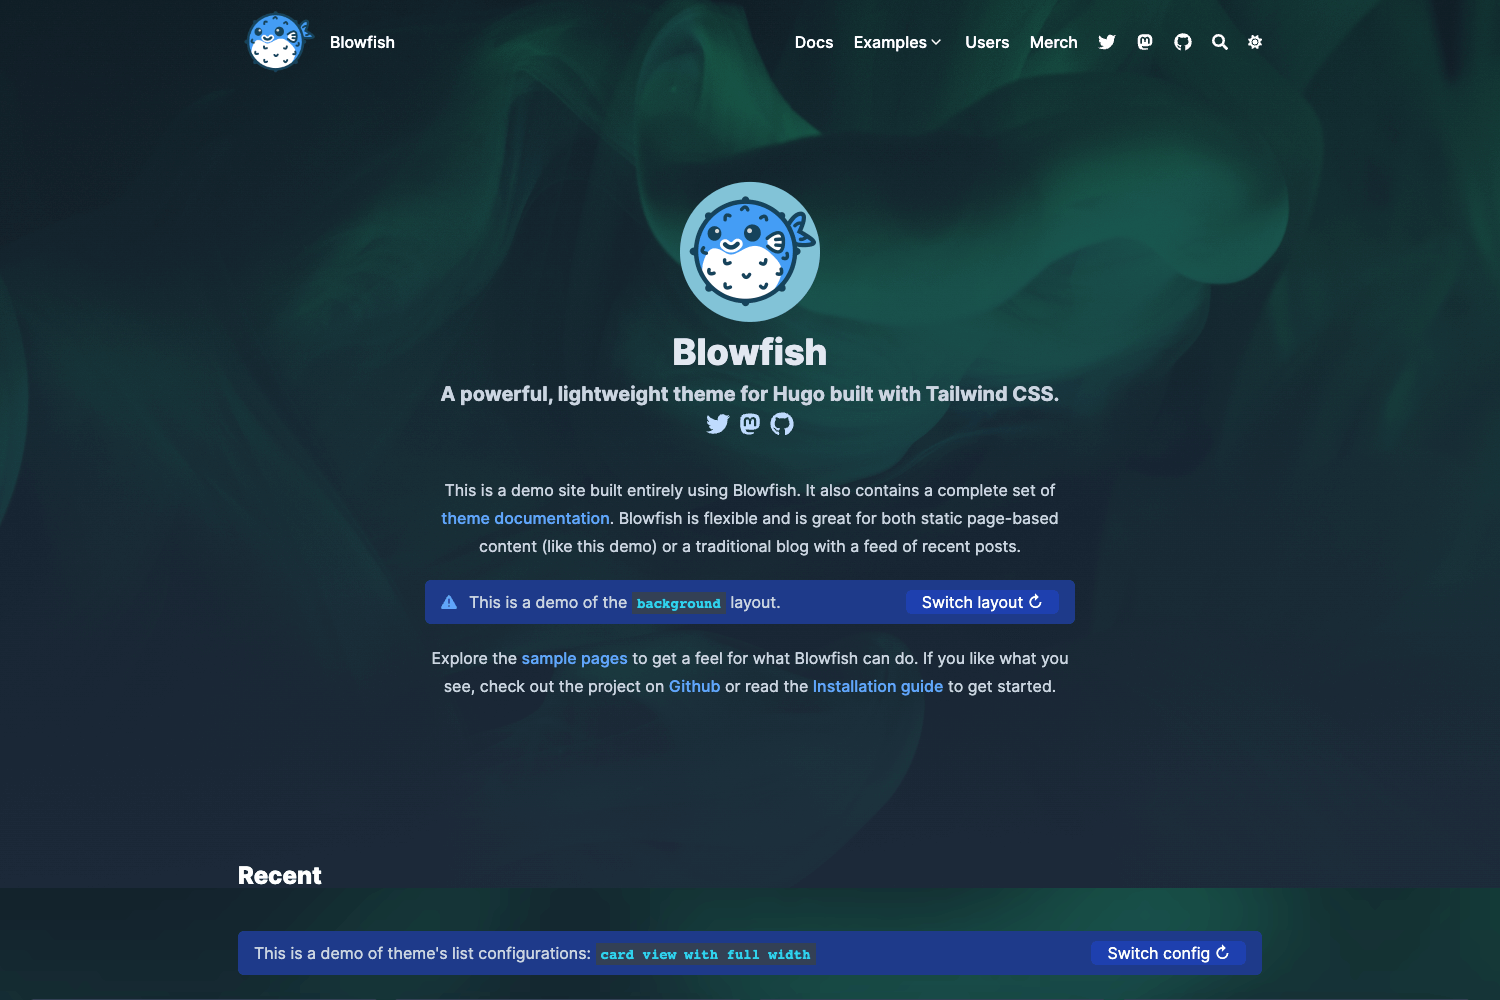 Blowfish
Docs Examples Users Merch
Blowfish
A powerful, lightweight theme for Hugo built with Tailwind CSS.
This is a demo site built entirely using Blowfish. It also contains a complete set of
theme documentation. Blowfish is flexible and is great for both static page-based
content (like this demo) or a traditional blog with a feed of recent posts.
This is a demo of the background layout. Switch layout
Explore the sample pages to get a feel for what Blowfish can do. If you like what you
see, check out the project on Github or read the Installation guide to get started.
Recent
This is a demo of theme's list configurations: card view with full width Switch config